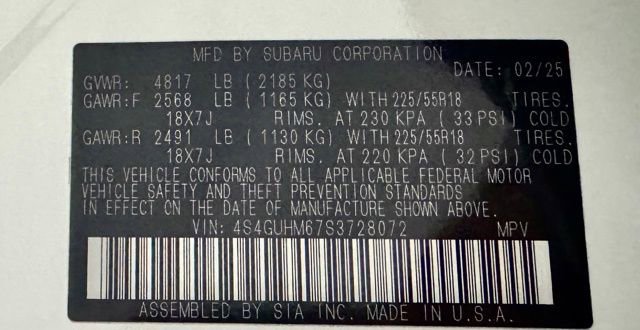 MFD BY SUBARU CORPORATION
DATE: 02/25
GVWR: 4817 LB (2185 KG)
GAWR:F 2568 LB (1165 KG) WITH 225/55R18 TIRES.
18X7J RIMS. AT 230 KPA (33 PSI) COLD
GAWR:R 2491 LB (1130 KG) WITH 225/55R18 TIRES.
18X7J RIMS. AT 220 KPA (32 PSI) COLD
THIS VEHICLE CONFORMS TO ALL APPLICABLE FEDERAL MOTOR
VEHICLE SAFETY AND THEFT PREVENTION STANDARDS
IN EFFECT ON THE DATE OF MANUFACTURE SHOWN ABOVE.
VIN: 4S4GUHM67S3728072 MPV
ASSEMBLED BY SIA INC. MADE IN U.S.A.